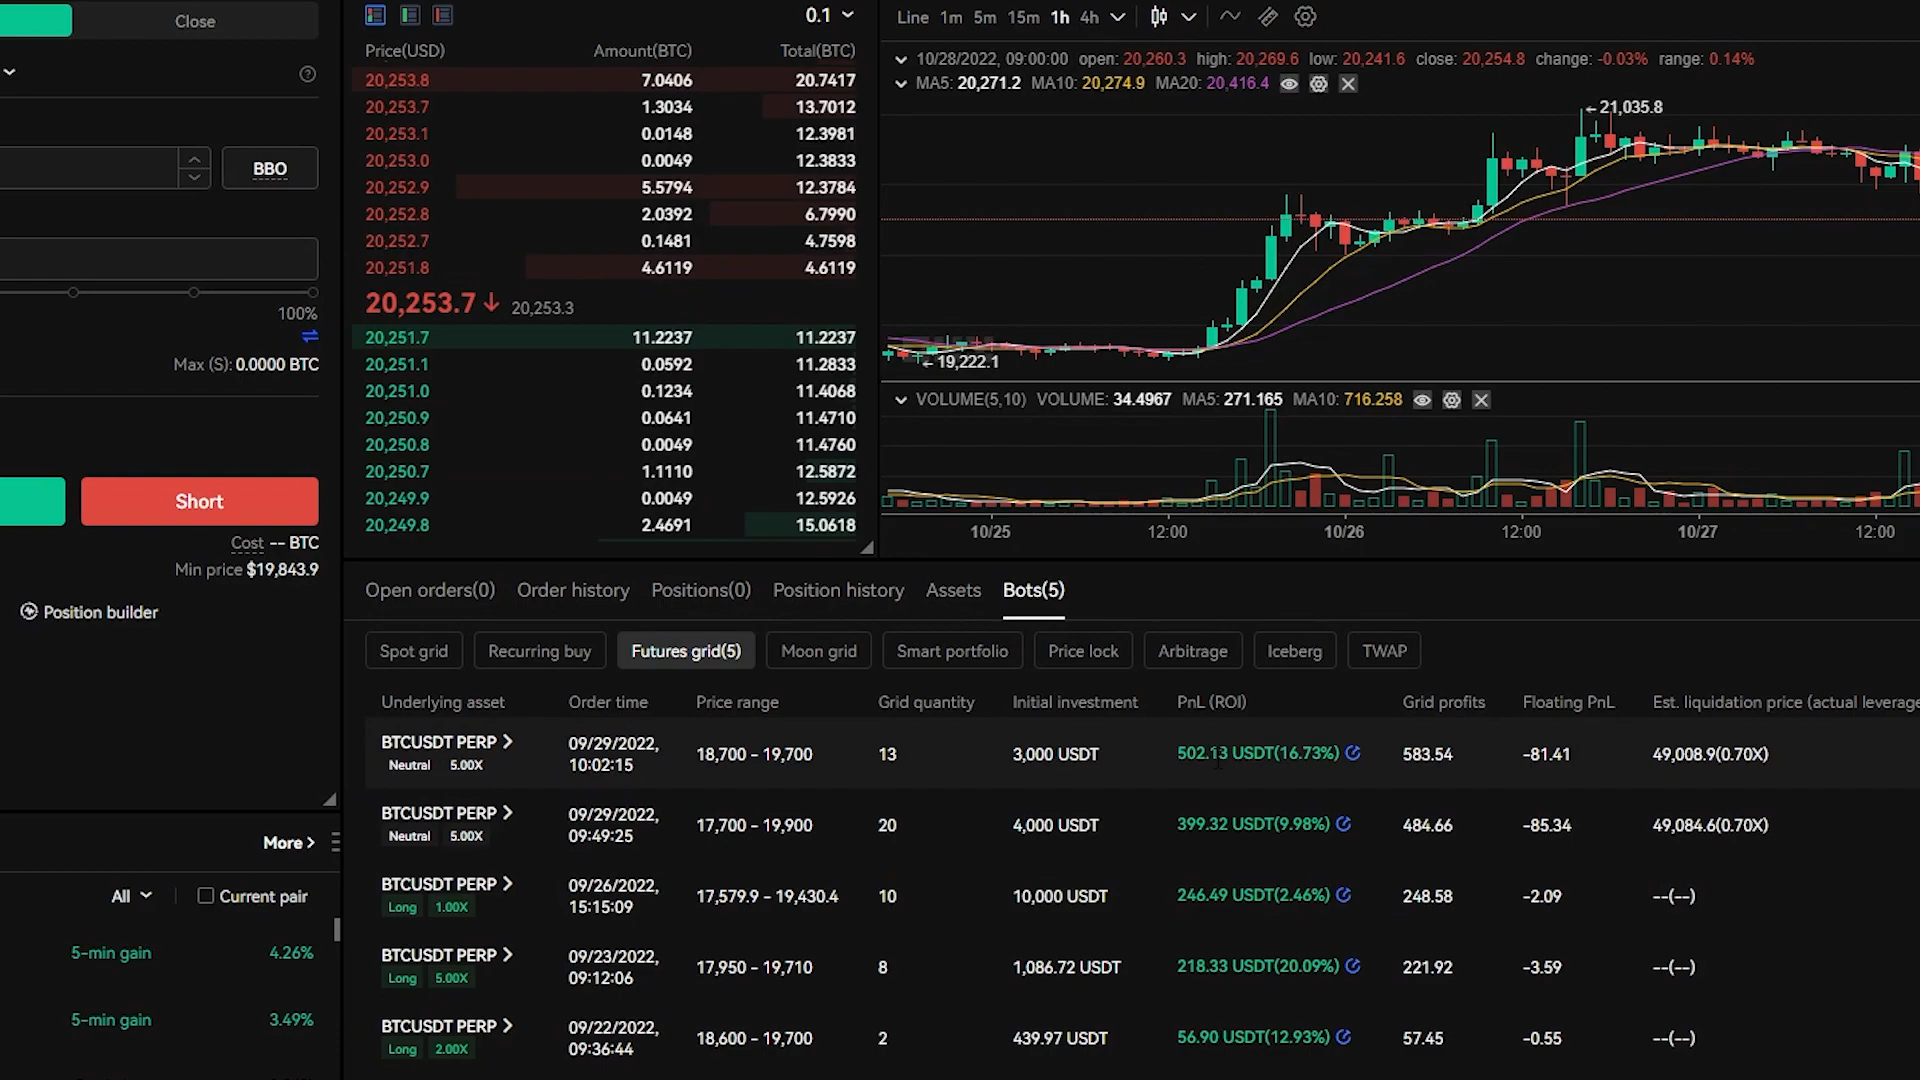 Close
0.1
Line 1m 5m 15m 1h 4h
Price(USD) Amount(BTC) Total(BTC)
10/28/2022, 09:00:00 open: 20,260.3 high: 20,269.6 low: 20,241.6 close: 20,254.8 change: -0.03% range: 0.14%
MA5: 20,271.2 MA10: 20,274.9 MA20: 20,416.4
20,253.8 7.0406 20.7417
20,253.7 1.3034 13.7012
20,253.1 0.0148 12.3981
20,253.0 0.0049 12.3833
20,252.9 5.5794 12.3784
20,252.8 2.0392 6.7990
20,252.7 0.1481 4.7598
20,251.8 4.6119 4.6119
20,253.7 20,253.3
20,251.7 11.2237 11.2237
20,251.1 0.0592 11.2833
20,251.0 0.1234 11.4068
20,250.9 0.0641 11.4710
20,250.8 0.0049 11.4760
20,250.7 1.1110 12.5872
20,249.9 0.0049 12.5926
20,249.8 2.4691 15.0618
BBO
100%
Max (S): 0.0000 BTC
Short
Cost -- BTC
Min price $19,843.9
Position builder
21,035.8
19,222.1
VOLUME(5,10) VOLUME: 34.4967 MA5: 271.165 MA10: 716.258
10/25 12:00 10/26 12:00 10/27 12:00
Open orders(0) Order history Positions(0) Position history Assets Bots(5)
Spot grid Recurring buy Futures grid(5) Moon grid Smart portfolio Price lock Arbitrage Iceberg TWAP
Underlying asset Order time Price range Grid quantity Initial investment PnL (ROI) Grid profits Floating PnL Est. liquidation price (actual leverage
BTCUSDT PERP 09/29/2022, 18,700 - 19,700 13 3,000 USDT 502.13 USDT(16.73%) 583.54 -81.41 49,008.9(0.70X)
Neutral 5.00X 10:02:15
BTCUSDT PERP 09/29/2022, 17,700 - 19,900 20 4,000 USDT 399.32 USDT(9.98%) 484.66 -85.34 49,084.6(0.70X)
Neutral 5.00X 09:49:25
BTCUSDT PERP 09/26/2022, 17,579.9 - 19,430.4 10 10,000 USDT 246.49 USDT(2.46%) 248.58 -2.09 --(--)
Long 1.00X 15:15:09
BTCUSDT PERP 09/23/2022, 17,950 - 19,710 8 1,086.72 USDT 218.33 USDT(20.09%) 221.92 -3.59 --(--)
Long 5.00X 09:12:06
BTCUSDT PERP 09/22/2022, 18,600 - 19,700 2 439.97 USDT 56.90 USDT(12.93%) 57.45 -0.55 --(--)
Long 2.00X 09:36:44
More
All Current pair
5-min gain 4.26%
5-min gain 3.49%